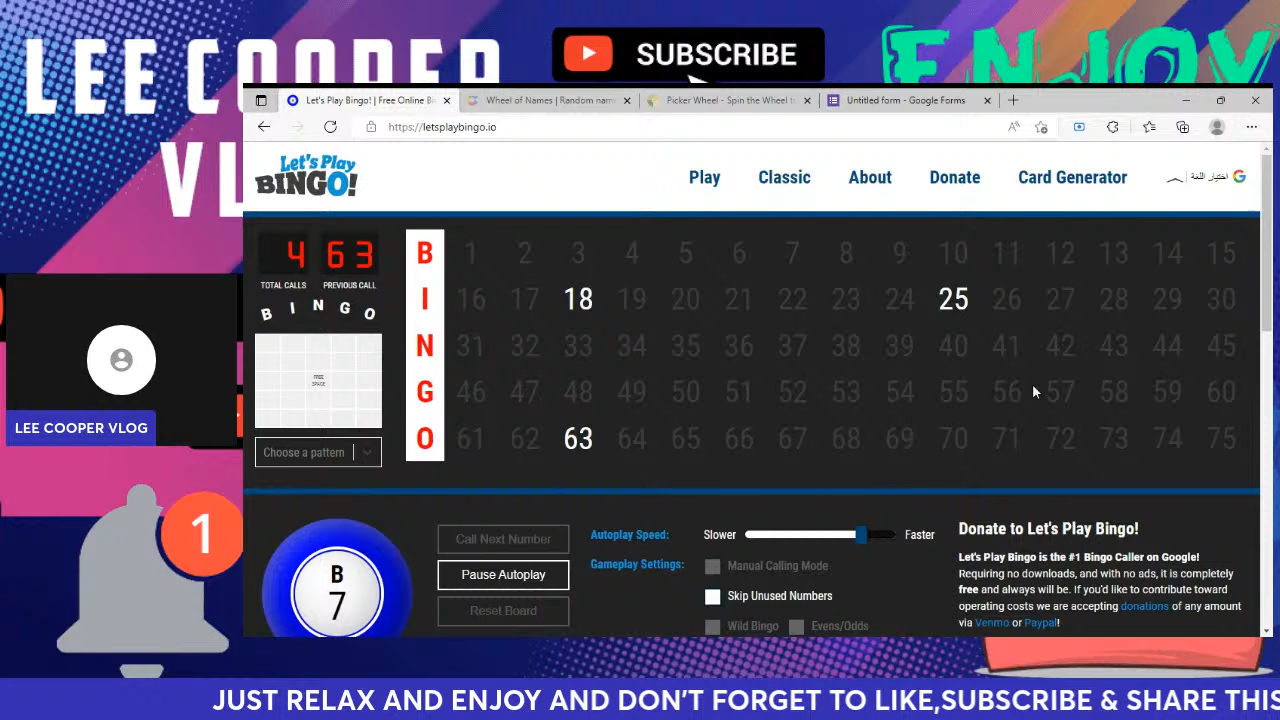 LEE COOPER
VL
SUBSCRIBE
ENJOY
Let's Play Bingo! | Free Online Bi
Wheel of Names | Random nam
Picker Wheel - Spin the Wheel t
Untitled form - Google Forms
https://letsplaybingo.io
Let's Play
BINGO!
Play
Classic
About
Donate
Card Generator
اختيار اللغة
4
63
TOTAL CALLS
PREVIOUS CALL
B I N G O
FREE
SPACE
Choose a pattern
B 1 2 3 4 5 6 7 8 9 10 11 12 13 14 15
I 16 17 18 19 20 21 22 23 24 25 26 27 28 29 30
N 31 32 33 34 35 36 37 38 39 40 41 42 43 44 45
G 46 47 48 49 50 51 52 53 54 55 56 57 58 59 60
O 61 62 63 64 65 66 67 68 69 70 71 72 73 74 75
LEE COOPER VLOG
1
B
7
Call Next Number
Pause Autoplay
Reset Board
Autoplay Speed:
Slower
Faster
Gameplay Settings:
Manual Calling Mode
Skip Unused Numbers
Wild Bingo
Evens/Odds
Donate to Let's Play Bingo!
Let's Play Bingo is the #1 Bingo Caller on Google!
Requiring no downloads, and with no ads, it is completely
free and always will be. If you'd like to contribute toward
operating costs we are accepting donations of any amount
via Venmo or Paypal!
JUST RELAX AND ENJOY AND DON'T FORGET TO LIKE,SUBSCRIBE & SHARE THIS